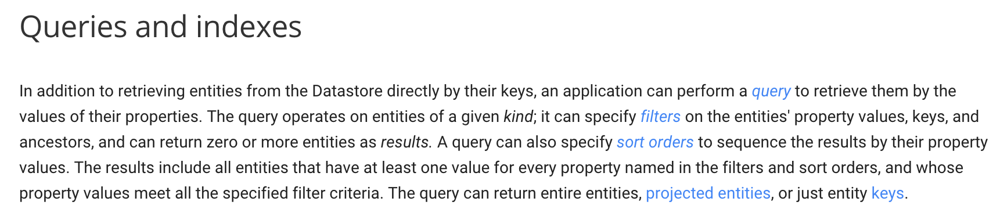 Queries and indexes
In addition to retrieving entities from the Datastore directly by their keys, an application can perform a query to retrieve them by the
values of their properties. The query operates on entities of a given kind; it can specify filters on the entities' property values, keys, and
ancestors, and can return zero or more entities as results. A query can also specify sort orders to sequence the results by their property
values. The results include all entities that have at least one value for every property named in the filters and sort orders, and whose
property values meet all the specified filter criteria. The query can return entire entities, projected entities, or just entity keys.